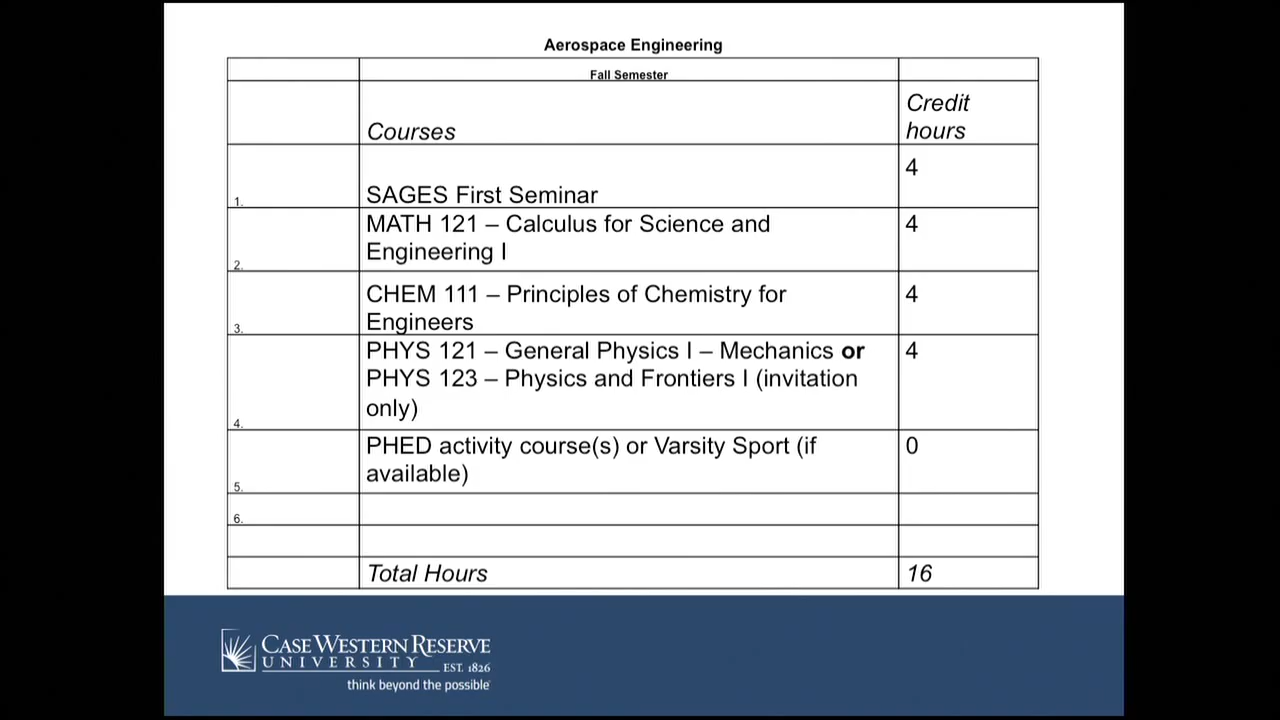 Aerospace Engineering
Fall Semester
Courses
Credit
hours
1.
SAGES First Seminar
4
2.
MATH 121 – Calculus for Science and
Engineering I
4
3.
CHEM 111 – Principles of Chemistry for
Engineers
4
4.
PHYS 121 – General Physics I – Mechanics or
PHYS 123 – Physics and Frontiers I (invitation
only)
4
5.
PHED activity course(s) or Varsity Sport (if
available)
0
6.
Total Hours
16
CASE WESTERN RESERVE
UNIVERSITY
EST. 1826
think beyond the possible